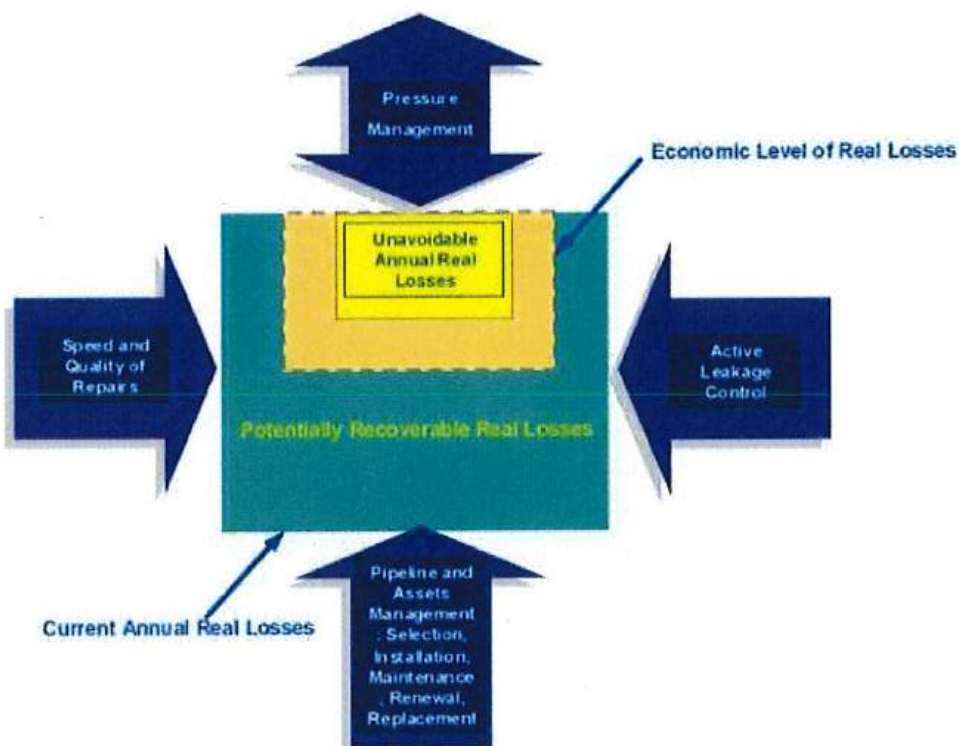 Pressure
Management
Economic Level of Real Losses
Unavoidable
Annual Real
Losses
Speed and
Quality of
Repairs
Active
Leakage
Control
Potentially Recoverable Real Losses
Current Annual Real Losses
Pipeline and
Assets
Management
: Selection,
Installation,
Maintenance
, Renewal,
Replacement